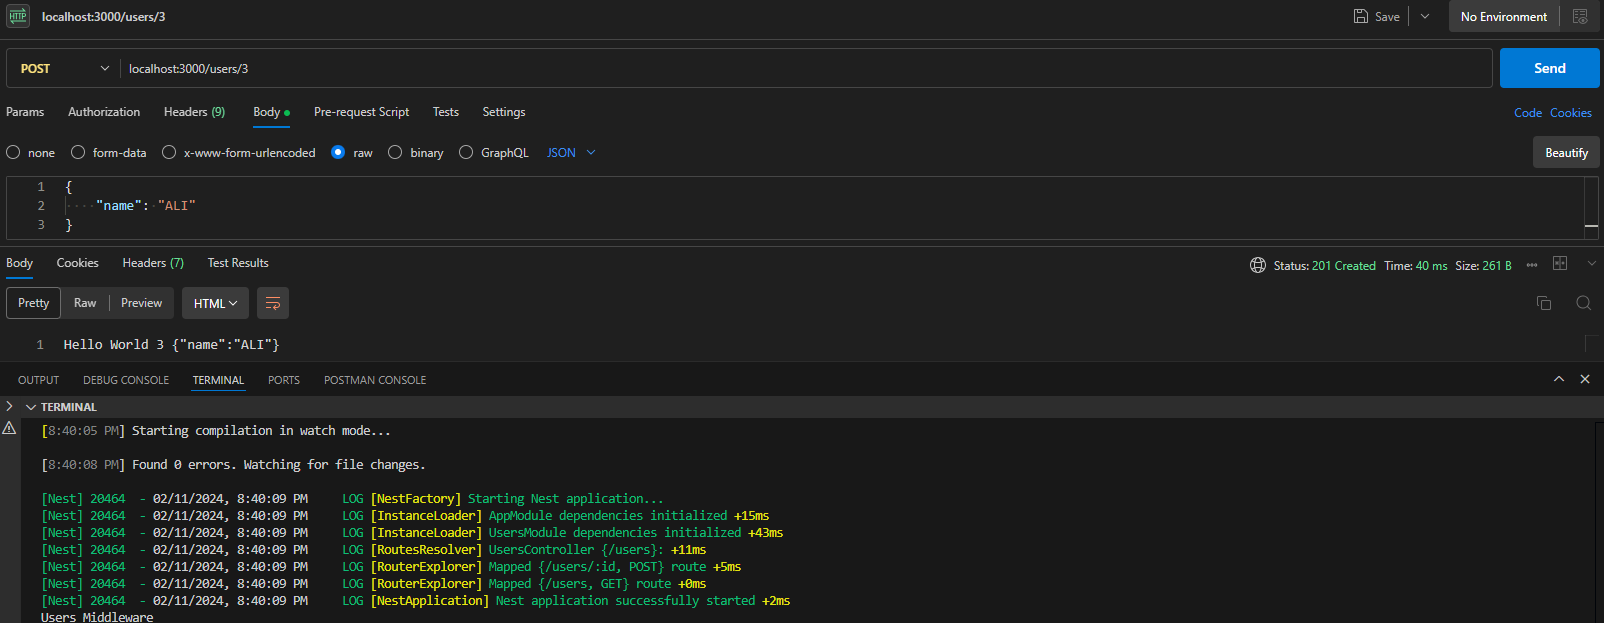 HTTP localhost:3000/users/3 Save No Environment
POST localhost:3000/users/3 Send
Params Authorization Headers (9) Body Pre-request Script Tests Settings Code Cookies
none form-data x-www-form-urlencoded raw binary GraphQL JSON Beautify
1 {
2 ····"name":·"ALI"
3 }
Body Cookies Headers (7) Test Results Status: 201 Created Time: 40 ms Size: 261 B
Pretty Raw Preview HTML
1 Hello World 3 {"name":"ALI"}
OUTPUT DEBUG CONSOLE TERMINAL PORTS POSTMAN CONSOLE
TERMINAL
[8:40:05 PM] Starting compilation in watch mode...
[8:40:08 PM] Found 0 errors. Watching for file changes.
[Nest] 20464 - 02/11/2024, 8:40:09 PM LOG [NestFactory] Starting Nest application...
[Nest] 20464 - 02/11/2024, 8:40:09 PM LOG [InstanceLoader] AppModule dependencies initialized +15ms
[Nest] 20464 - 02/11/2024, 8:40:09 PM LOG [InstanceLoader] UsersModule dependencies initialized +43ms
[Nest] 20464 - 02/11/2024, 8:40:09 PM LOG [RoutesResolver] UsersController {/users}: +11ms
[Nest] 20464 - 02/11/2024, 8:40:09 PM LOG [RouterExplorer] Mapped {/users/:id, POST} route +5ms
[Nest] 20464 - 02/11/2024, 8:40:09 PM LOG [RouterExplorer] Mapped {/users, GET} route +0ms
[Nest] 20464 - 02/11/2024, 8:40:09 PM LOG [NestApplication] Nest application successfully started +2ms
Users Middleware